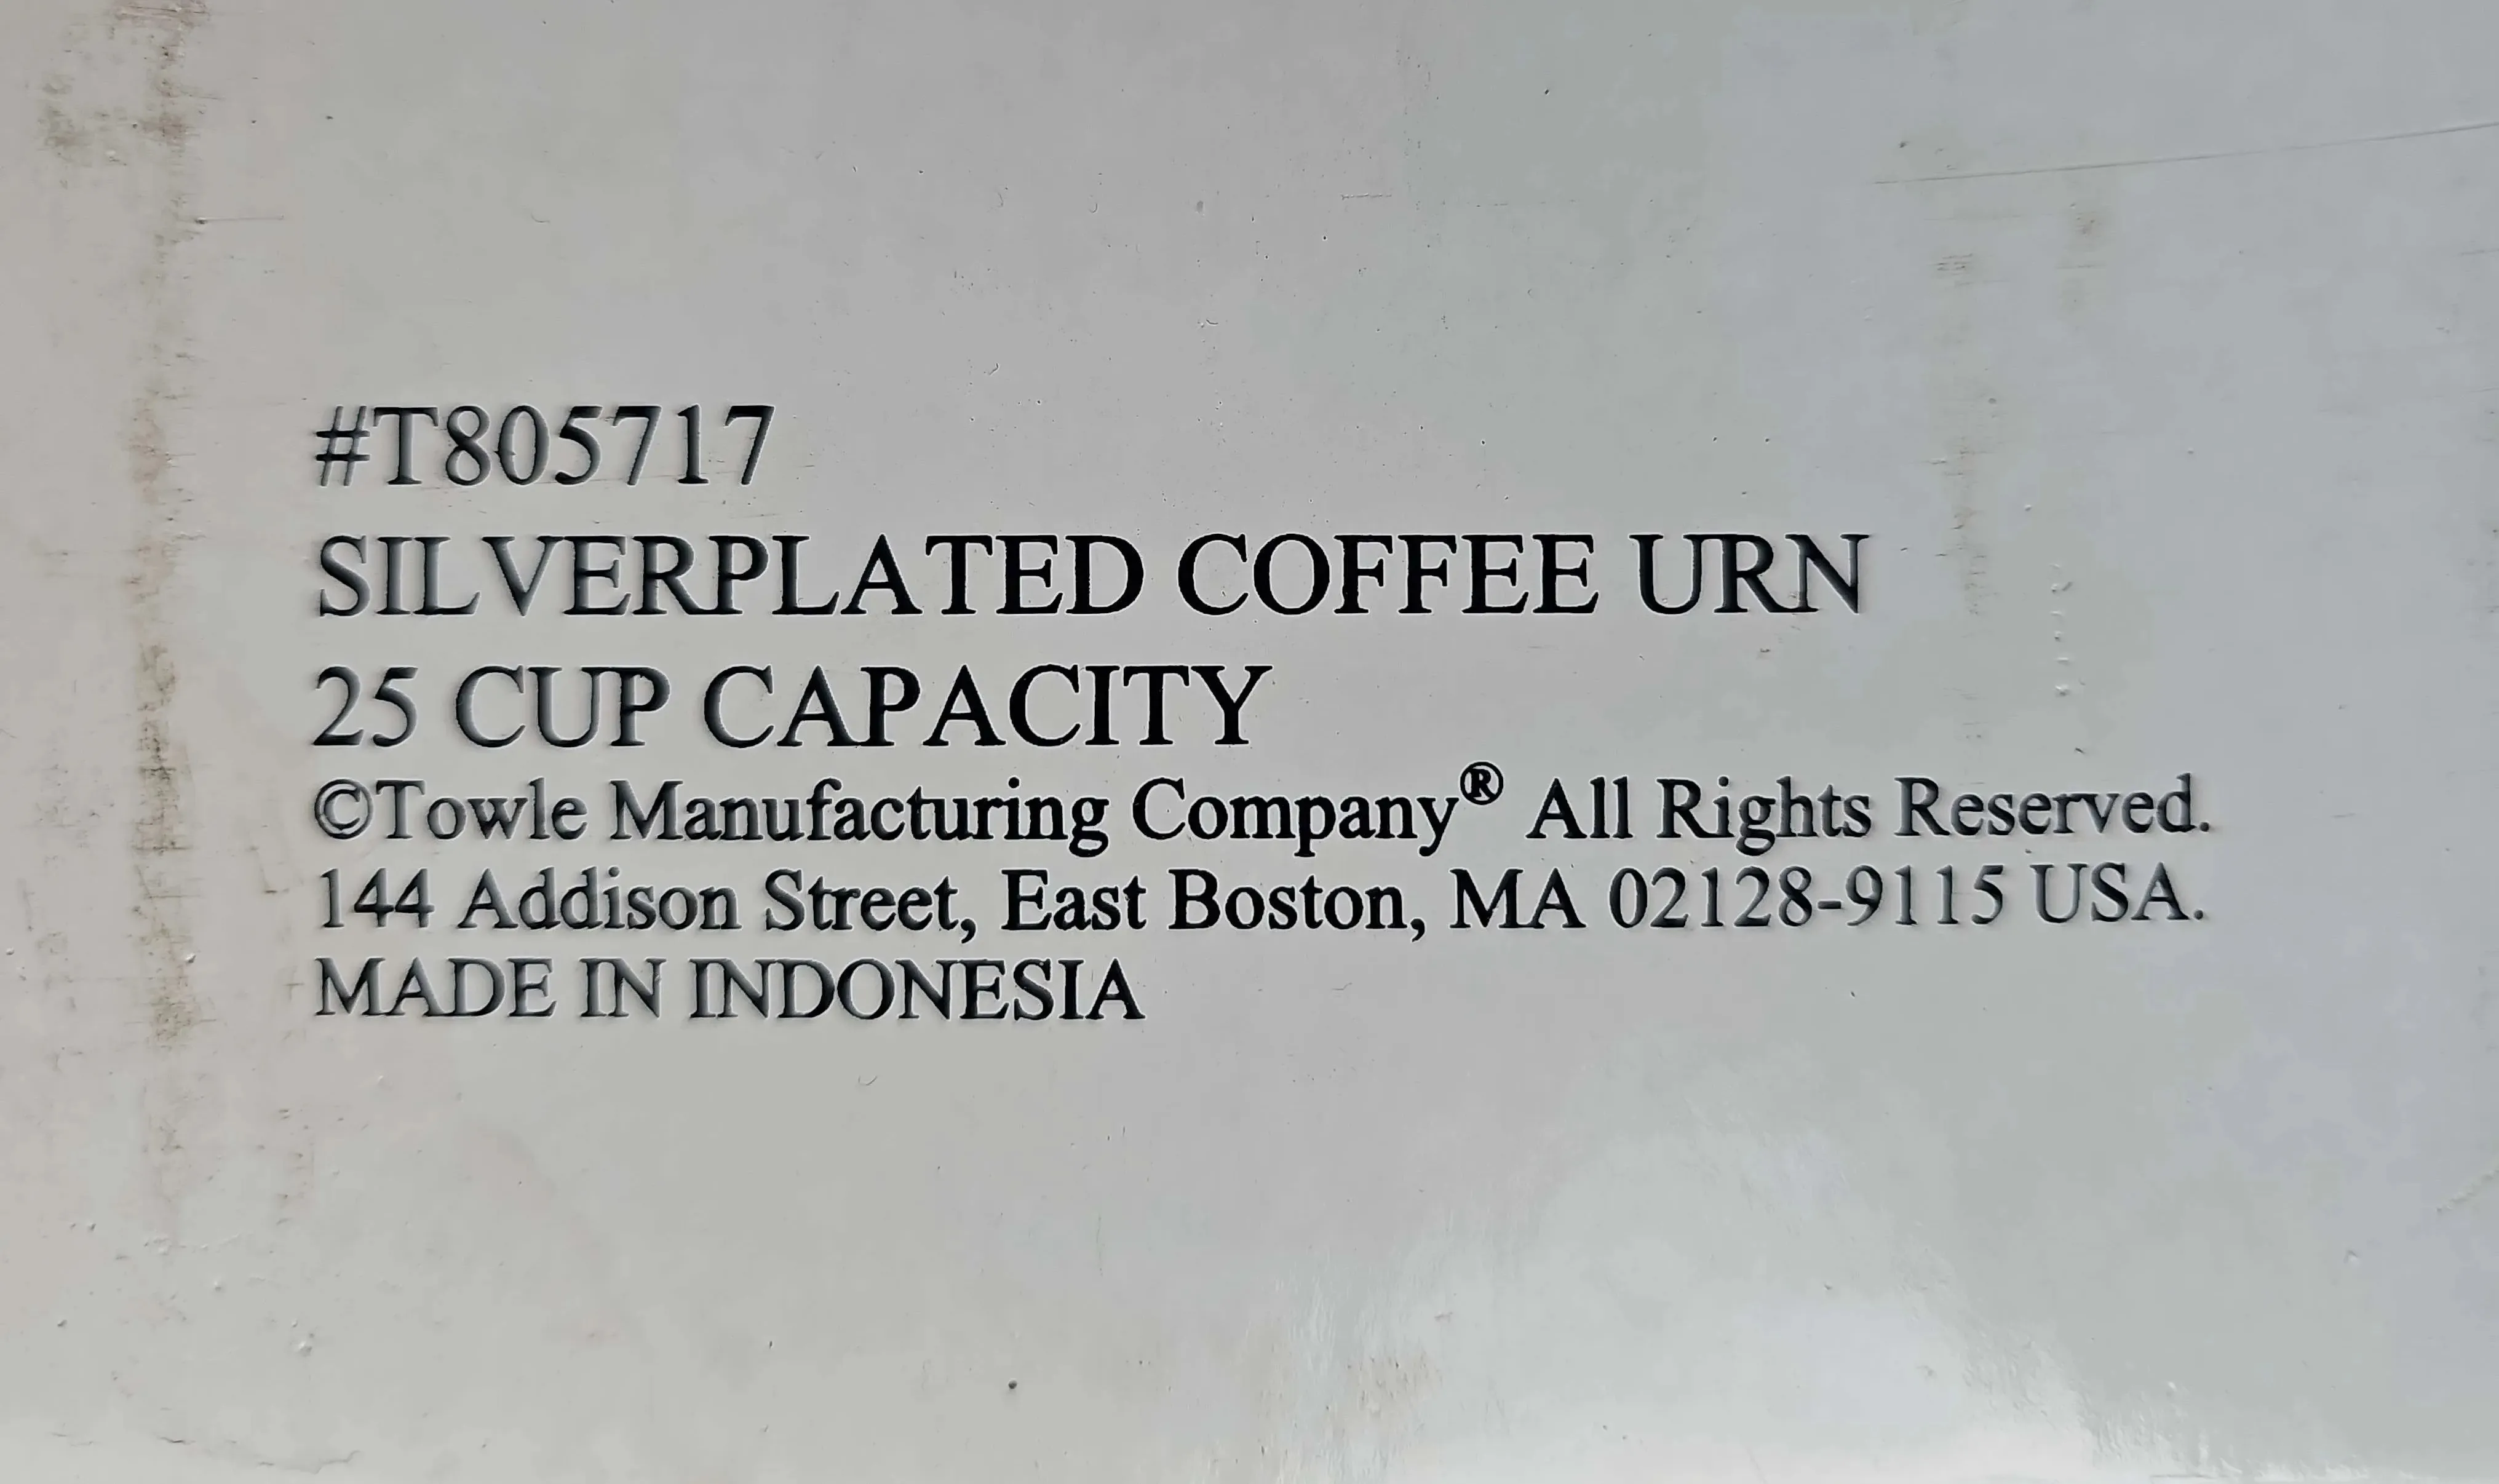 #T805717
SILVERPLATED COFFEE URN
25 CUP CAPACITY
©Towle Manufacturing Company® All Rights Reserved.
144 Addison Street, East Boston, MA 02128-9115 USA.
MADE IN INDONESIA